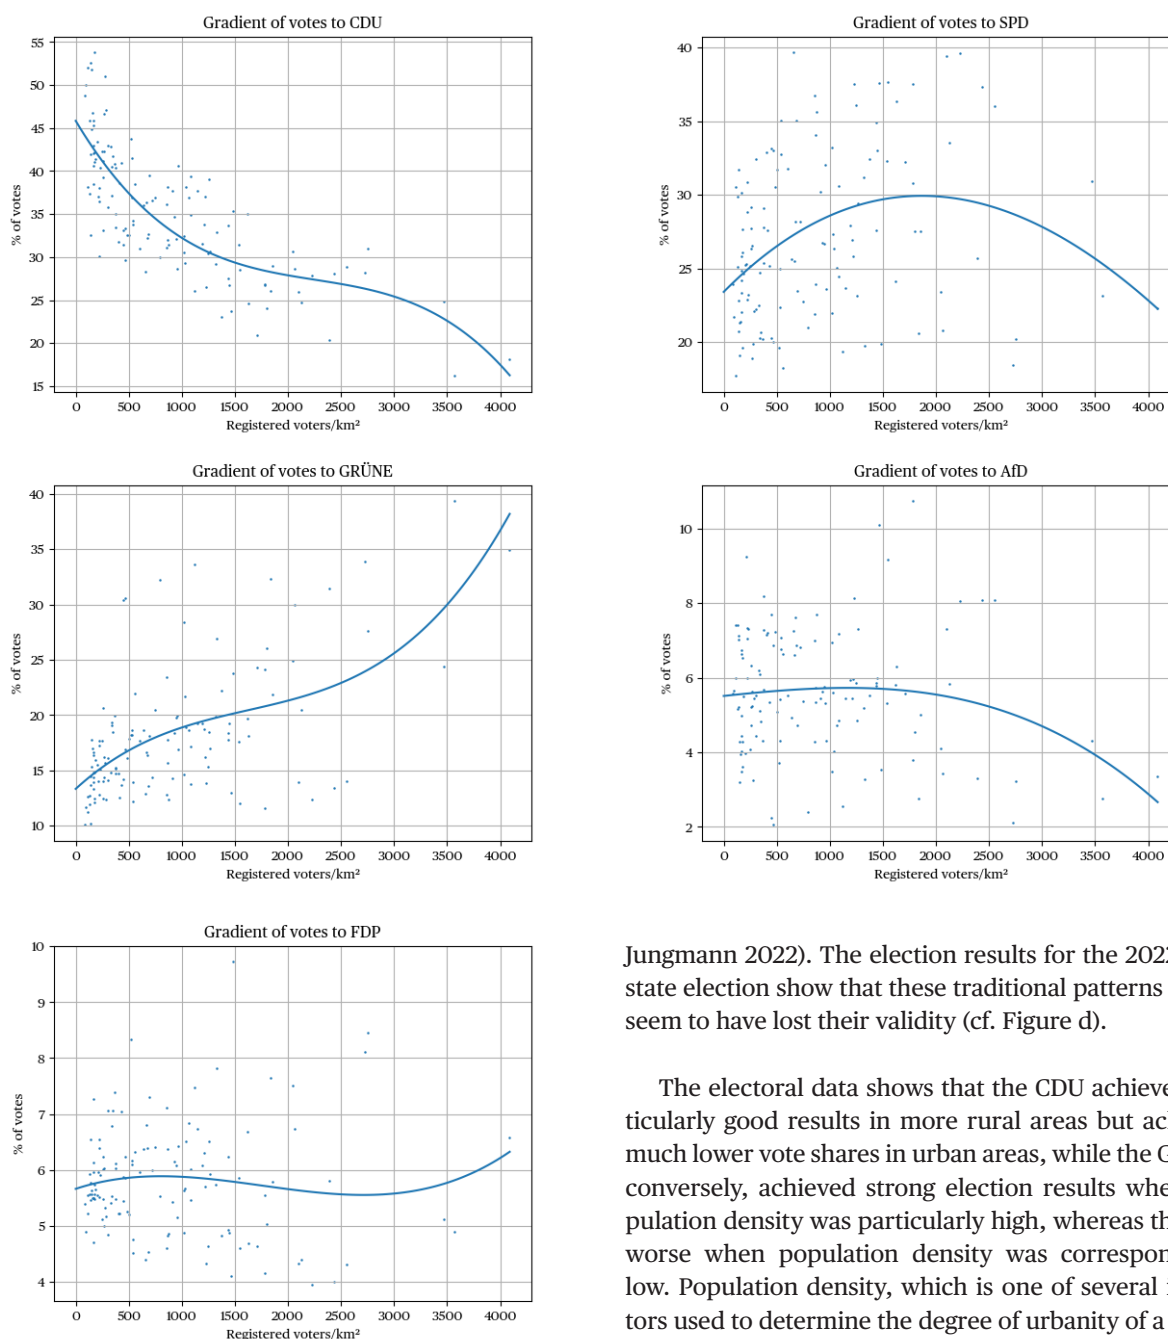 Gradient of votes to CDU
55
50
45
40
35
30
25
20
15
% of votes
0 500 1000 1500 2000 2500 3000 3500 4000
Registered voters/km²
Gradient of votes to SPD
40
35
30
25
20
% of votes
0 500 1000 1500 2000 2500 3000 3500 4000
Registered voters/km²
Gradient of votes to GRÜNE
40
35
30
25
20
15
10
% of votes
0 500 1000 1500 2000 2500 3000 3500 4000
Registered voters/km²
Gradient of votes to AfD
10
8
6
4
2
% of votes
0 500 1000 1500 2000 2500 3000 3500 4000
Registered voters/km²
Gradient of votes to FDP
10
9
8
7
6
5
4
% of votes
0 500 1000 1500 2000 2500 3000 3500 4000
Registered voters/km²
Jungmann 2022). The election results for the 2022
state election show that these traditional patterns
seem to have lost their validity (cf. Figure d).
The electoral data shows that the CDU achieve
ticularly good results in more rural areas but ac
much lower vote shares in urban areas, while the G
conversely, achieved strong election results whe
pulation density was particularly high, whereas th
worse when population density was correspon
low. Population density, which is one of several
tors used to determine the degree of urbanity of a